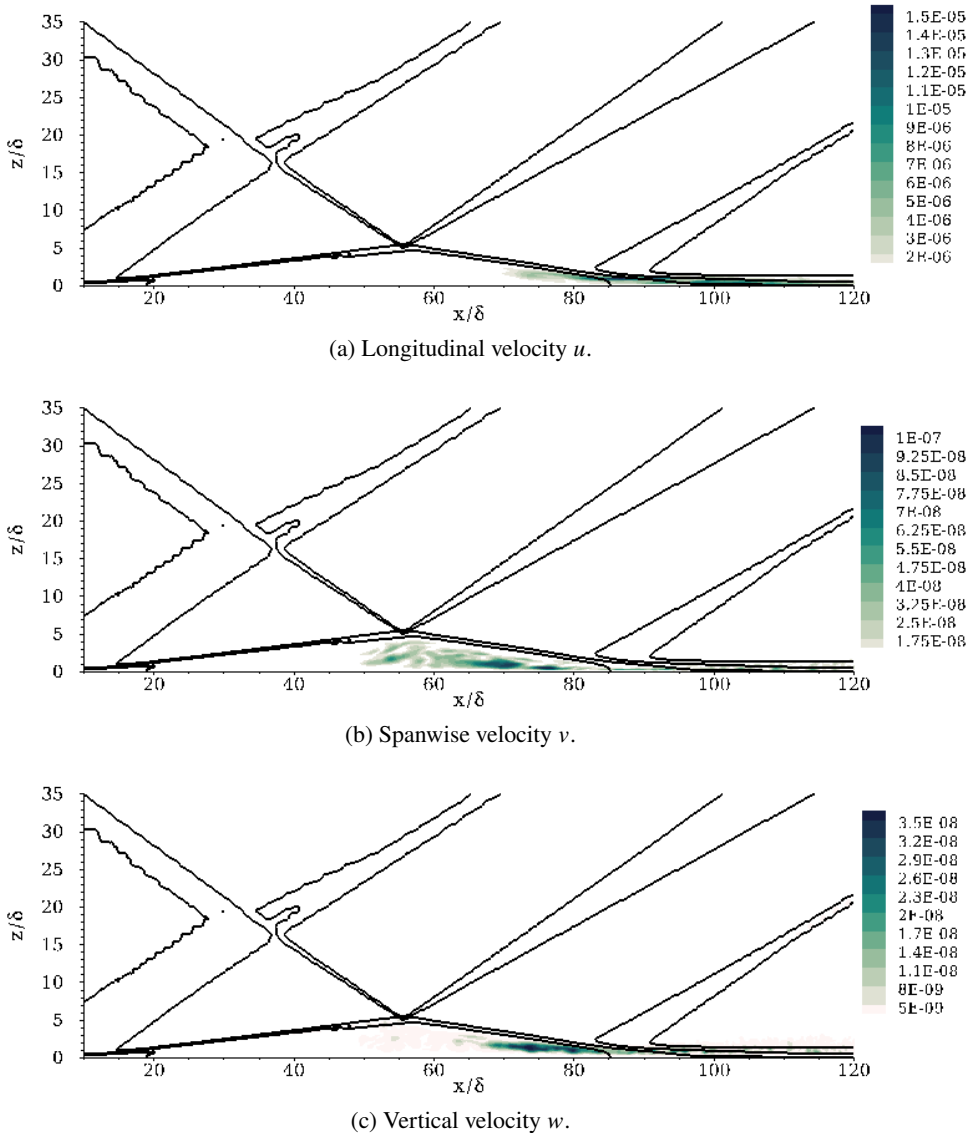 35
30
25
20
15
10
5
0
z/δ
20
40
60
80
100
120
x/δ
1.5E-05
1.4E-05
1.2E-05
1.1E-05
1E-05
9E-06
8E-06
7E-06
6E-06
5E-06
4E-06
3E-06
2E-06
(a) Longitudinal velocity u.
35
30
25
20
15
10
5
0
z/δ
20
40
60
80
100
120
x/δ
1E-07
9.25E-08
8.5E-08
7.75E-08
7E-08
6.25E-08
5.5E-08
4.75E-08
4E-08
3.25E-08
2.5E-08
1.75E-08
(b) Spanwise velocity v.
35
30
25
20
15
10
5
0
z/δ
20
40
60
80
100
120
x/δ
3.5E-08
3.2E-08
2.9E-08
2.6E-08
2.3E-08
2E-08
1.7E-08
1.4E-08
1.1E-08
8E-09
5E-09
(c) Vertical velocity w.